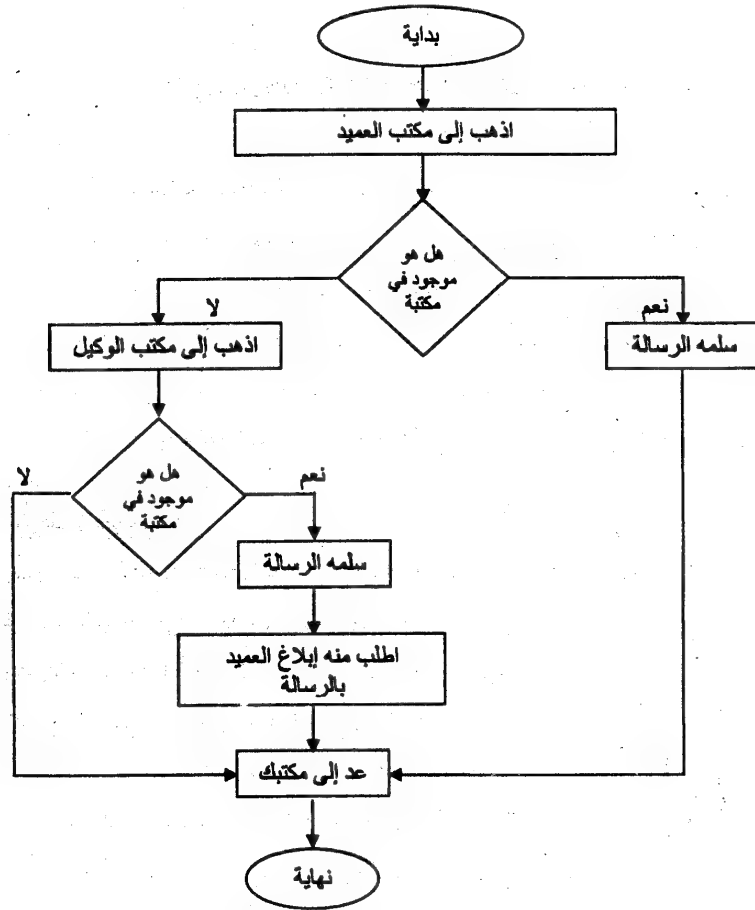 بداية
اذهب إلى مكتب العميد
هل هو
موجود في
مكتبة
نعم
سلمه الرسالة
لا
اذهب إلى مكتب الوكيل
هل هو
موجود في
مكتبة
نعم
لا
سلمه الرسالة
اطلب منه إبلاغ العميد
بالرسالة
عد إلى مكتبك
نهاية